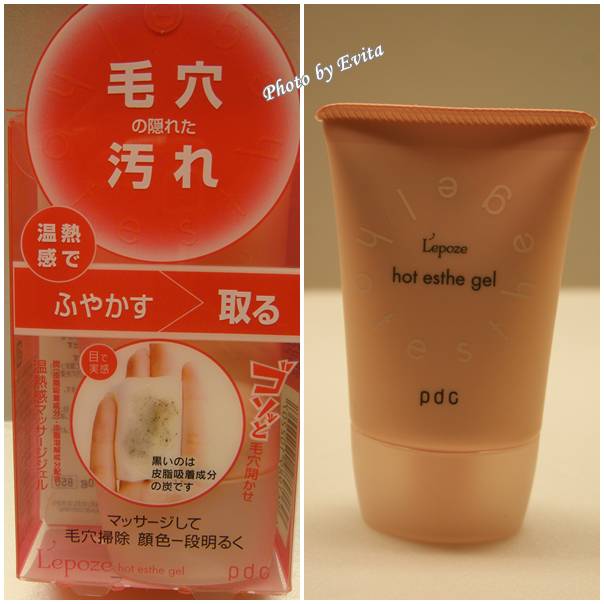 毛穴
の隠れた
汚れ
温熱
感で
ふやかす
取る
目で
実感
ゴソッと
毛穴開かせ
温熱感マッサージジェル
黒いのは
皮脂吸着成分
の炭です
マッサージして
毛穴掃除 顔色一段明るく
L'epoze hot esthe gel
pdc
Photo by Evita
L'epoze
hot esthe gel
pdc